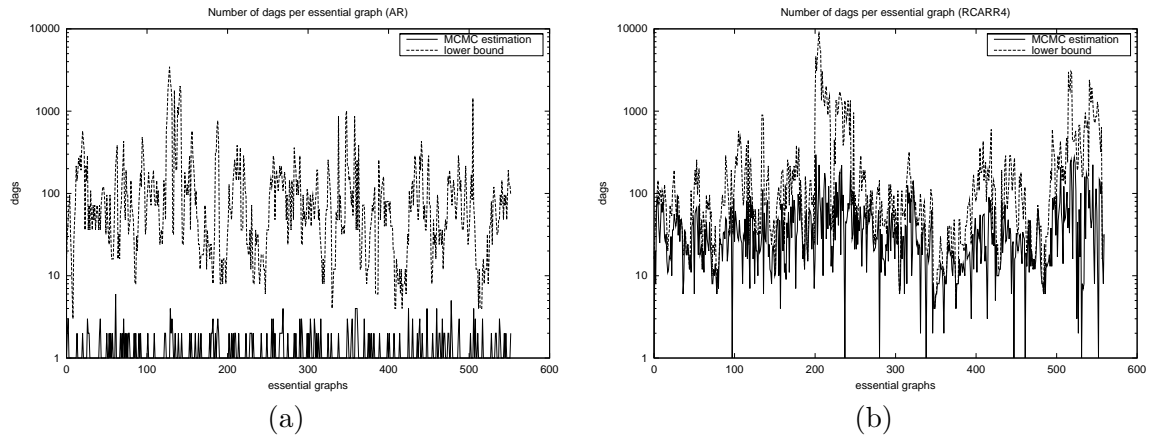 Number of dags per essential graph (AR)
10000
1000
100
10
1
dags
MCMC estimation
lower bound
0 100 200 300 400 500 600
essential graphs
(a)
Number of dags per essential graph (RCARR4)
10000
1000
100
10
1
dags
MCMC estimation
lower bound
0 100 200 300 400 500 600
essential graphs
(b)